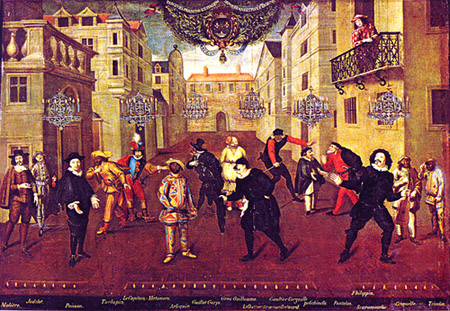 Jodelet Le Capitan Matamore. Gros Guillaume. Gaultier Garguille Philippin.
Molière. Poisson. Turlupin. Arlequin Guillot Gorju. Polichinelle Pantalon Scaramouche Briguelle Trivelin